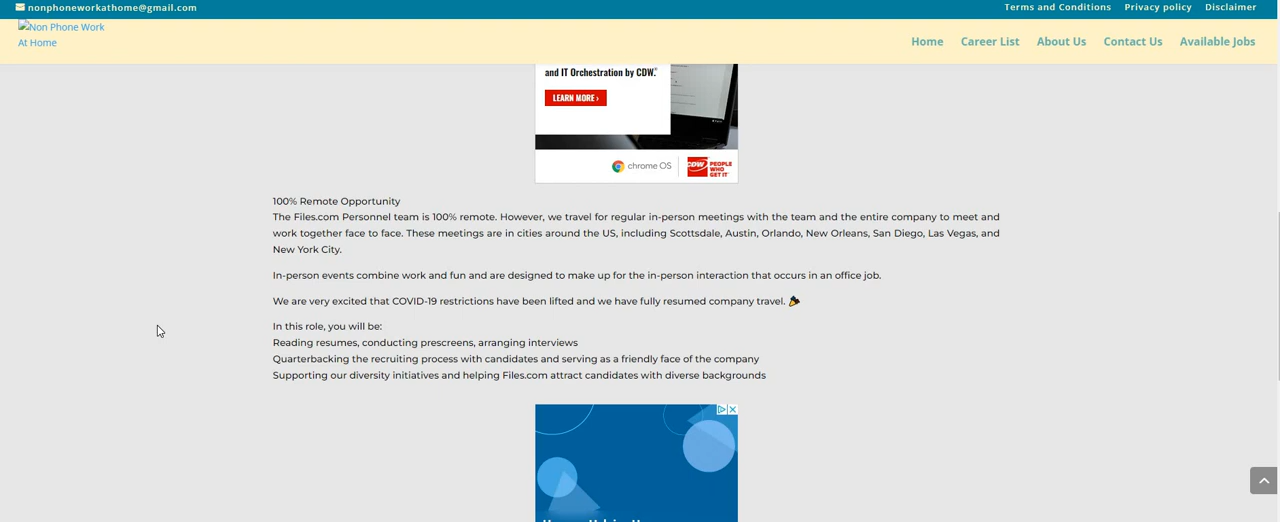 nonphoneworkathome@gmail.com
Terms and Conditions Privacy policy Disclaimer
Non Phone Work
At Home
Home Career List About Us Contact Us Available Jobs
and IT Orchestration by CDW.®
LEARN MORE ›
chrome OS CDW PEOPLE
WHO
GET IT
100% Remote Opportunity
The Files.com Personnel team is 100% remote. However, we travel for regular in-person meetings with the team and the entire company to meet and
work together face to face. These meetings are in cities around the US, including Scottsdale, Austin, Orlando, New Orleans, San Diego, Las Vegas, and
New York City.
In-person events combine work and fun and are designed to make up for the in-person interaction that occurs in an office job.
We are very excited that COVID-19 restrictions have been lifted and we have fully resumed company travel. 🎉
In this role, you will be:
Reading resumes, conducting prescreens, arranging interviews
Quarterbacking the recruiting process with candidates and serving as a friendly face of the company
Supporting our diversity initiatives and helping Files.com attract candidates with diverse backgrounds